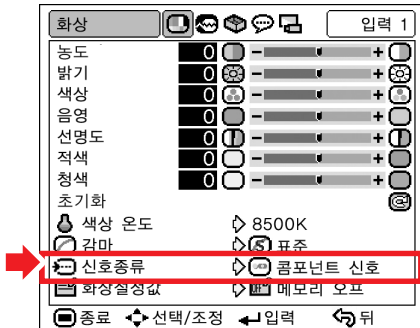 화상 입력 1
농도 0 - +
밝기 0 - +
색상 0 - +
음영 0 - +
선명도 0 - +
적색 0 - +
청색 0 - +
초기화
색상 온도 8500K
감마 S 표준
신호종류 콤포넌트 신호
화상설정값 메모리 오프
종료 선택/조정 입력 뒤